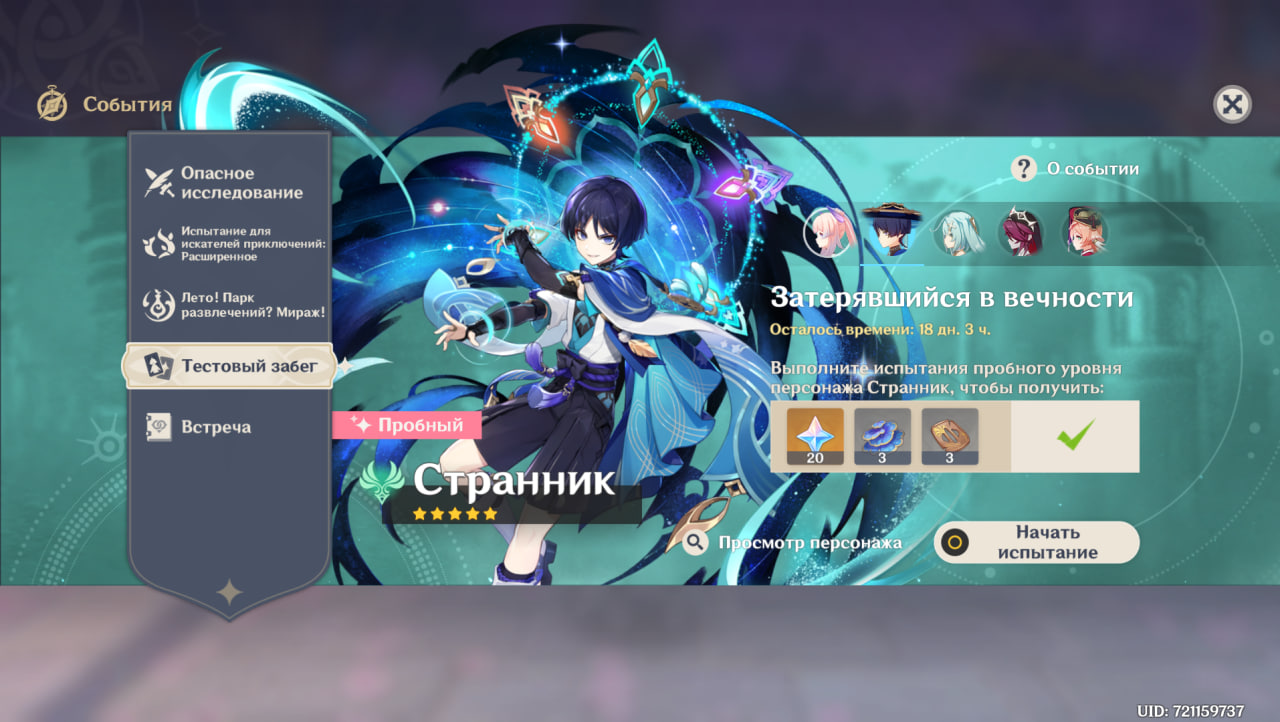 События
Опасное
исследование
Испытание для
искателей приключений:
Расширенное
Лето! Парк
развлечений? Мираж!
Тестовый забег
Встреча
Пробный
Странник
О событии
Затерявшийся в вечности
Осталось времени: 18 дн. 3 ч.
Выполните испытания пробного уровня
персонажа Странник, чтобы получить:
20
3
3
Просмотр персонажа
Начать
испытание
UID: 721159737